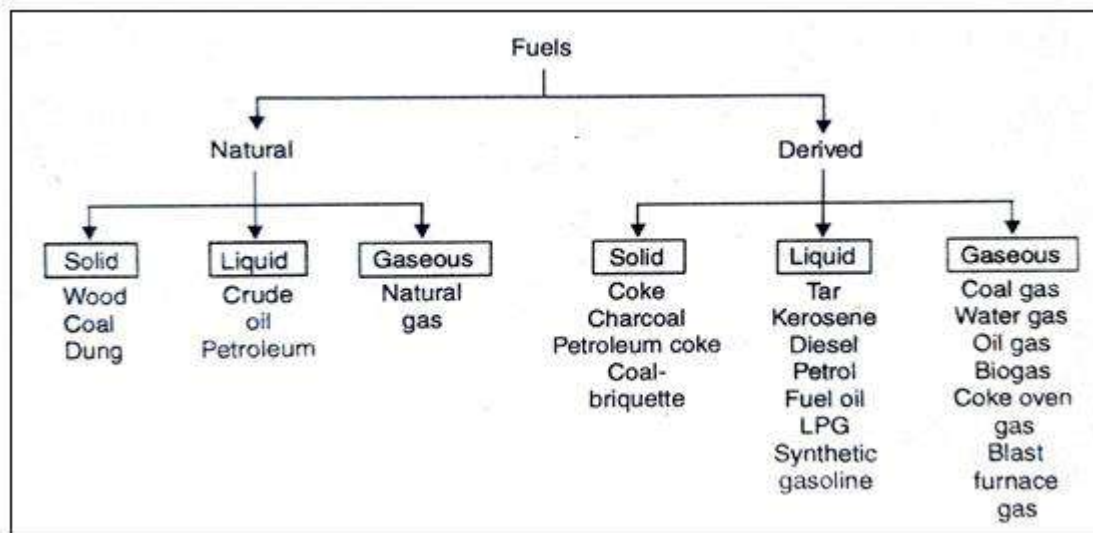 Fuels
Natural
Derived
Solid
Wood
Coal
Dung
Liquid
Crude
oil
Petroleum
Gaseous
Natural
gas
Solid
Coke
Charcoal
Petroleum coke
Coal-
briquette
Liquid
Tar
Kerosene
Diesel
Petrol
Fuel oil
LPG
Synthetic
gasoline
Gaseous
Coal gas
Water gas
Oil gas
Biogas
Coke oven
gas
Blast
furnace
gas